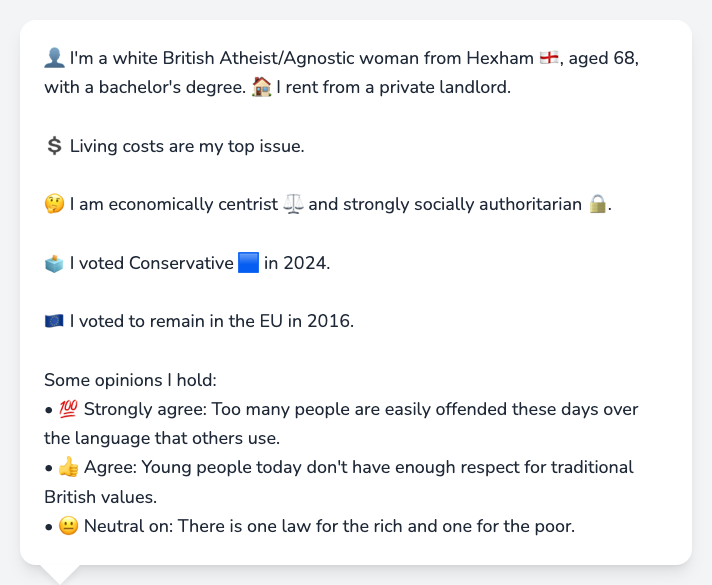 👤 I'm a white British Atheist/Agnostic woman from Hexham 🏴󠁧󠁢󠁥󠁮󠁧󠁿, aged 68,
with a bachelor's degree. 🏠 I rent from a private landlord.
💲 Living costs are my top issue.
🤔 I am economically centrist ⚖️ and strongly socially authoritarian 🔒.
🗳️ I voted Conservative 🟦 in 2024.
🇪🇺 I voted to remain in the EU in 2016.
Some opinions I hold:
• 💯 Strongly agree: Too many people are easily offended these days over
the language that others use.
• 👍 Agree: Young people today don't have enough respect for traditional
British values.
• 😐 Neutral on: There is one law for the rich and one for the poor.